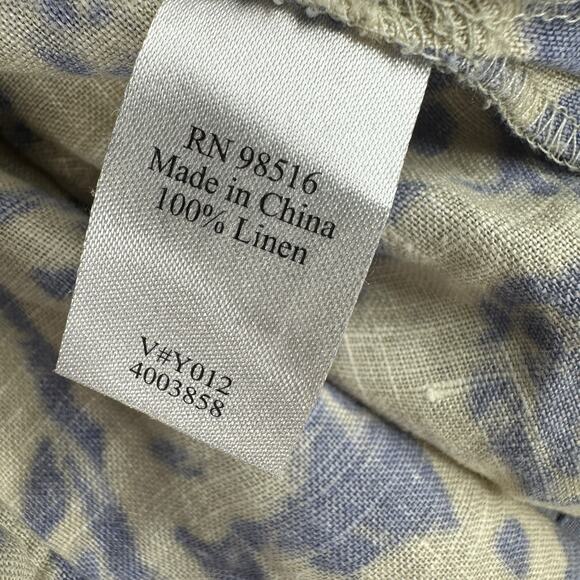 RN 98516
Made in China
100% Linen
V#Y012
4003858